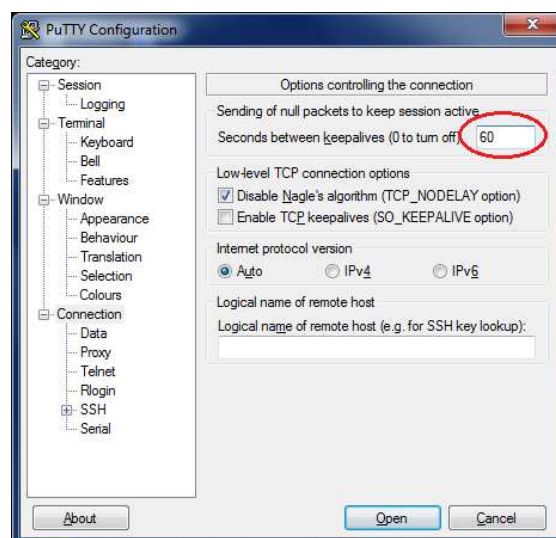 PuTTY Configuration
Category:
Session
Logging
Terminal
Keyboard
Bell
Features
Window
Appearance
Behaviour
Translation
Selection
Colours
Connection
Data
Proxy
Telnet
Rlogin
SSH
Serial
Options controlling the connection
Sending of null packets to keep session active
Seconds between keepalives (0 to turn off) 60
Low-level TCP connection options
Disable Nagle's algorithm (TCP_NODELAY option)
Enable TCP keepalives (SO_KEEPALIVE option)
Internet protocol version
Auto IPv4 IPv6
Logical name of remote host
Logical name of remote host (e.g. for SSH key lookup):
About Open Cancel